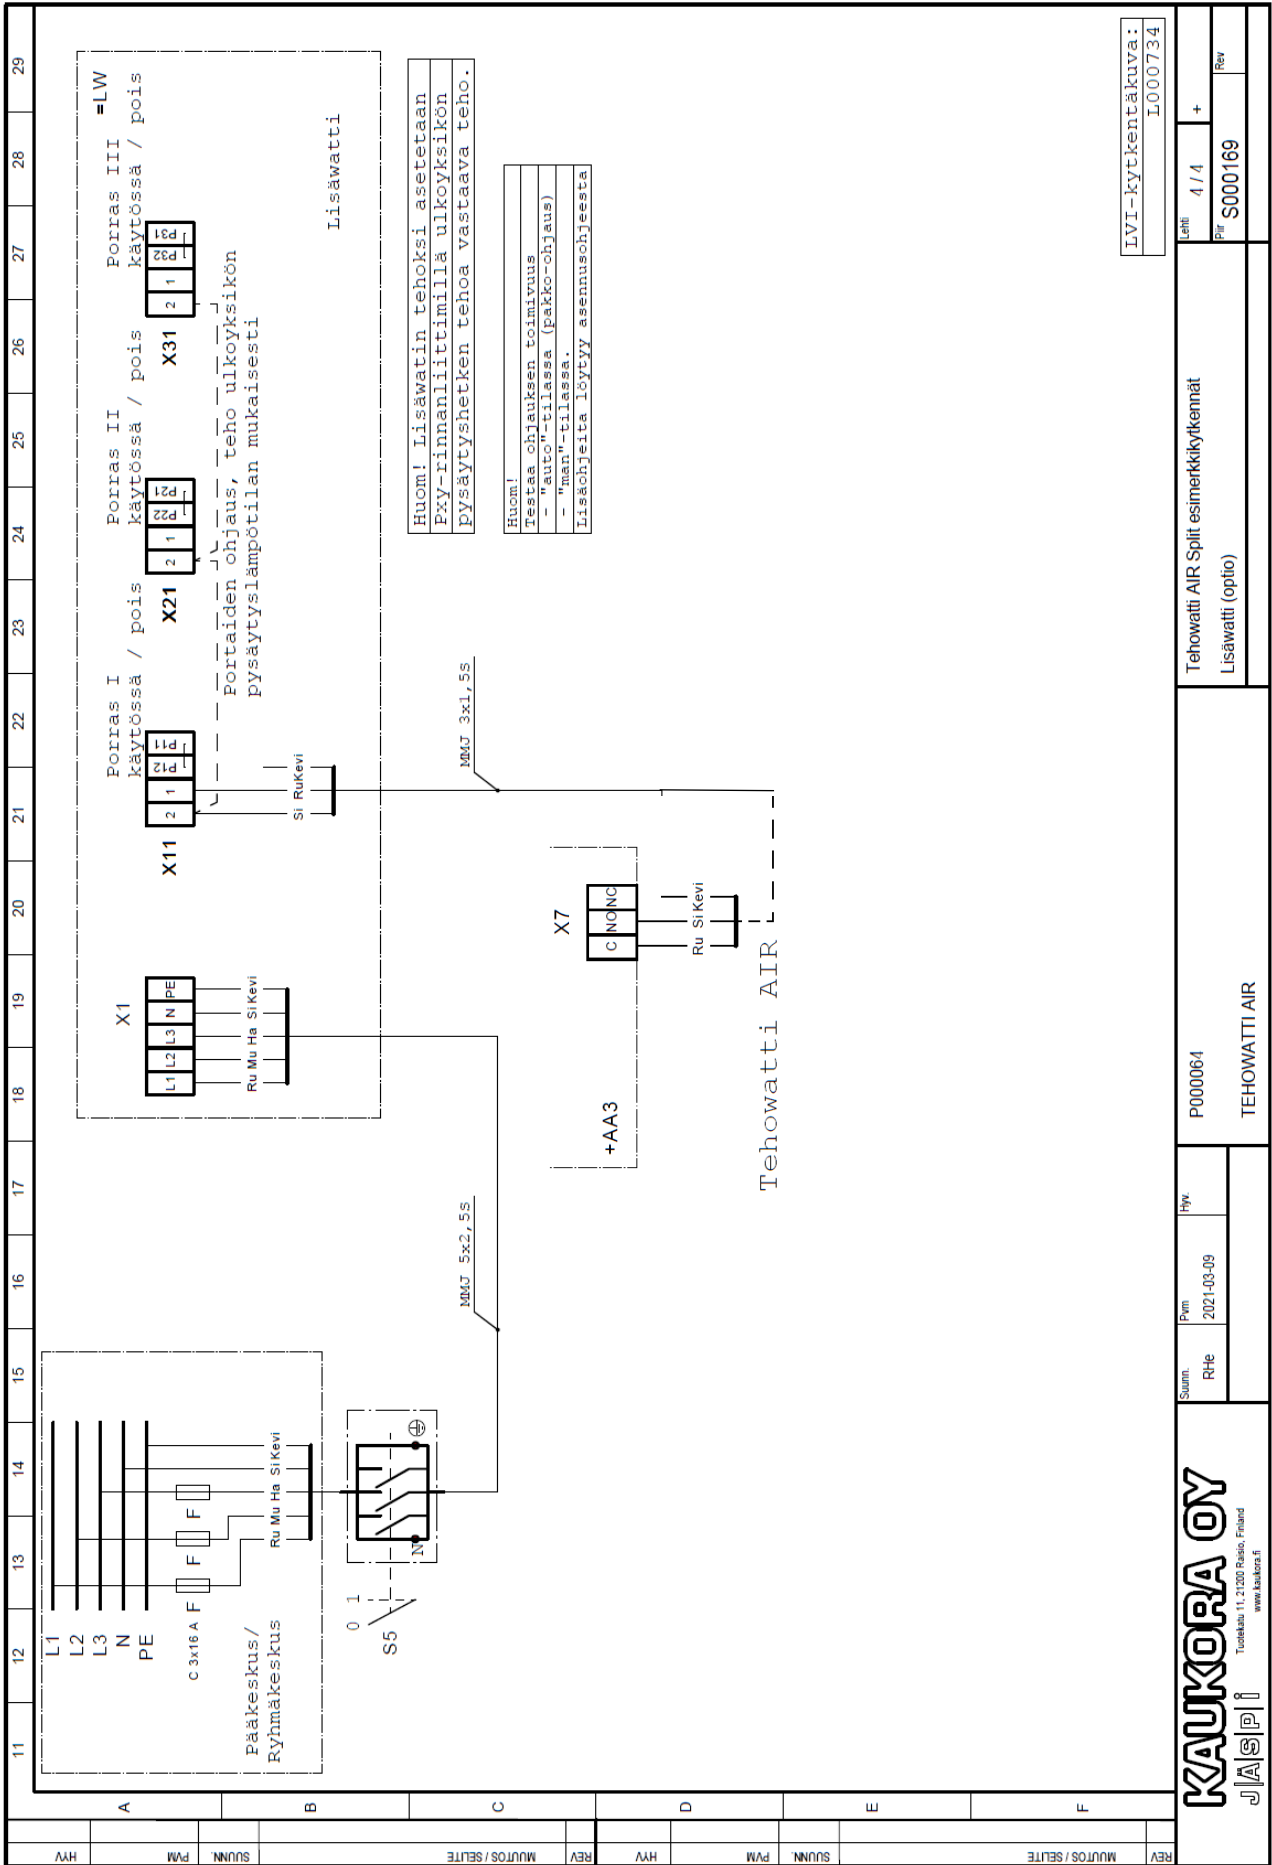 11 12 13 14 15 16 17 18 19 20 21 22 23 24 25 26 27 28 29
A
B
C
D
E
F
L1
L2
L3
N
PE
C 3x16 A F F F
Pääkeskus/
Ryhmäkeskus
Ru Mu Ha Si Kevi
0 1
S5
N
MMJ 5x2,5S
X1
L1 L2 L3 N PE
Ru Mu Ha Si Kevi
=LW
Porras I
käytössä / pois
X11
2 1 P12 P11
Porras II
käytössä / pois
X21
2 1 P22 P21
Porras III
käytössä / pois
X31
2 1 P32 P31
Portaiden ohjaus, teho ulkoyksikön
pysäytyslämpötilan mukaisesti
Si Ru Kevi
Lisäwatti
MMJ 3x1,5S
Huom! Lisäwatin tehoksi asetetaan
Pxy-rinnanliittimillä ulkoyksikön
pysäytyshetken tehoa vastaava teho.
Huom!
Testaa ohjauksen toimivuus
- "auto"-tilassa (pakko-ohjaus)
- "man"-tilassa.
Lisäohjeita löytyy asennusohjeesta
X7
C NO NC
+AA3
Ru Si Kevi
Tehowatti AIR
LVI-kytkentäkuva:
L000734
HYV
PVM
SUUNN.
MUUTOS / SELITE
REV
HYV
PVM
SUUNN.
MUUTOS / SELITE
REV
KAUKORA OY
JÄSPI
Tuotekatu 11, 21200 Raisio, Finland
www.kaukora.fi
Suunn.
RHe
Pvm
2021-03-09
Hyv.
P000064
TEHOWATTI AIR
Tehowatti AIR Split esimerkkikytkennät
Lisäwatti (optio)
Lehti
4 / 4
+
Piir
S000169
Rev